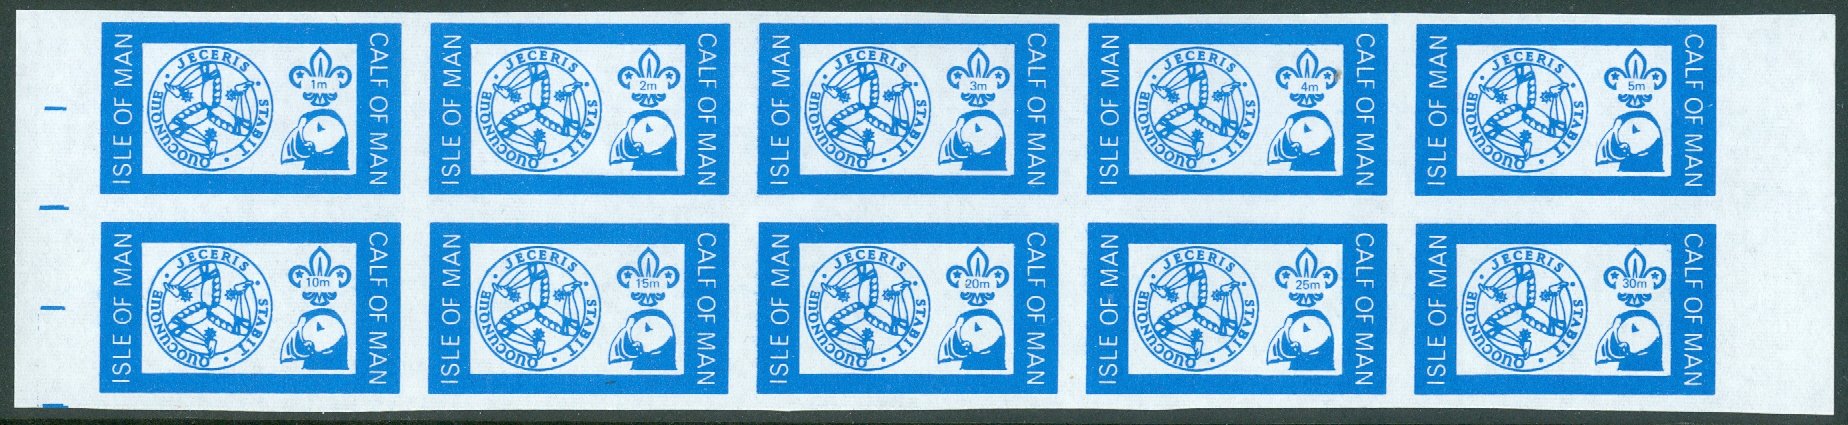 ISLE OF MAN
QUOCUNQUE · JECERIS · STABIT ·
1m
CALF OF MAN
ISLE OF MAN
QUOCUNQUE · JECERIS · STABIT ·
2m
CALF OF MAN
ISLE OF MAN
QUOCUNQUE · JECERIS · STABIT ·
3m
CALF OF MAN
ISLE OF MAN
QUOCUNQUE · JECERIS · STABIT ·
4m
CALF OF MAN
ISLE OF MAN
QUOCUNQUE · JECERIS · STABIT ·
5m
CALF OF MAN
ISLE OF MAN
QUOCUNQUE · JECERIS · STABIT ·
10m
CALF OF MAN
ISLE OF MAN
QUOCUNQUE · JECERIS · STABIT ·
15m
CALF OF MAN
ISLE OF MAN
QUOCUNQUE · JECERIS · STABIT ·
20m
CALF OF MAN
ISLE OF MAN
QUOCUNQUE · JECERIS · STABIT ·
25m
CALF OF MAN
ISLE OF MAN
QUOCUNQUE · JECERIS · STABIT ·
30m
CALF OF MAN